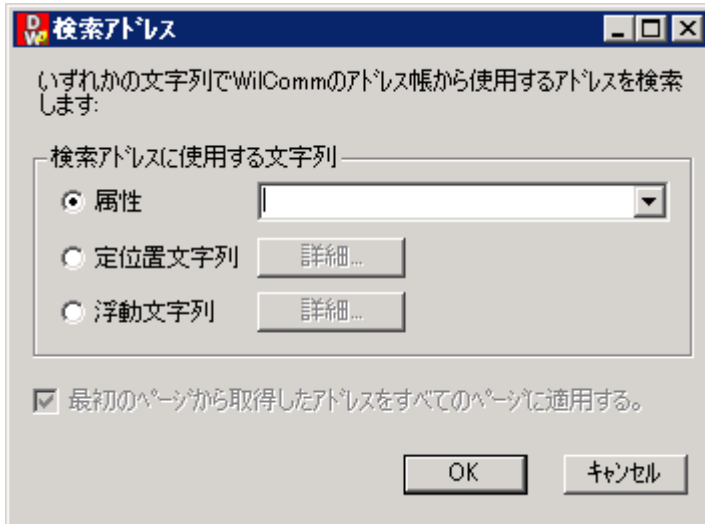 検索アドレス
いずれかの文字列でWilCommのアドレス帳から使用するアドレスを検索
します:
検索アドレスに使用する文字列
属性
定位置文字列 詳細...
浮動文字列 詳細...
最初のページから取得したアドレスをすべてのページに適用する。
OK キャンセル